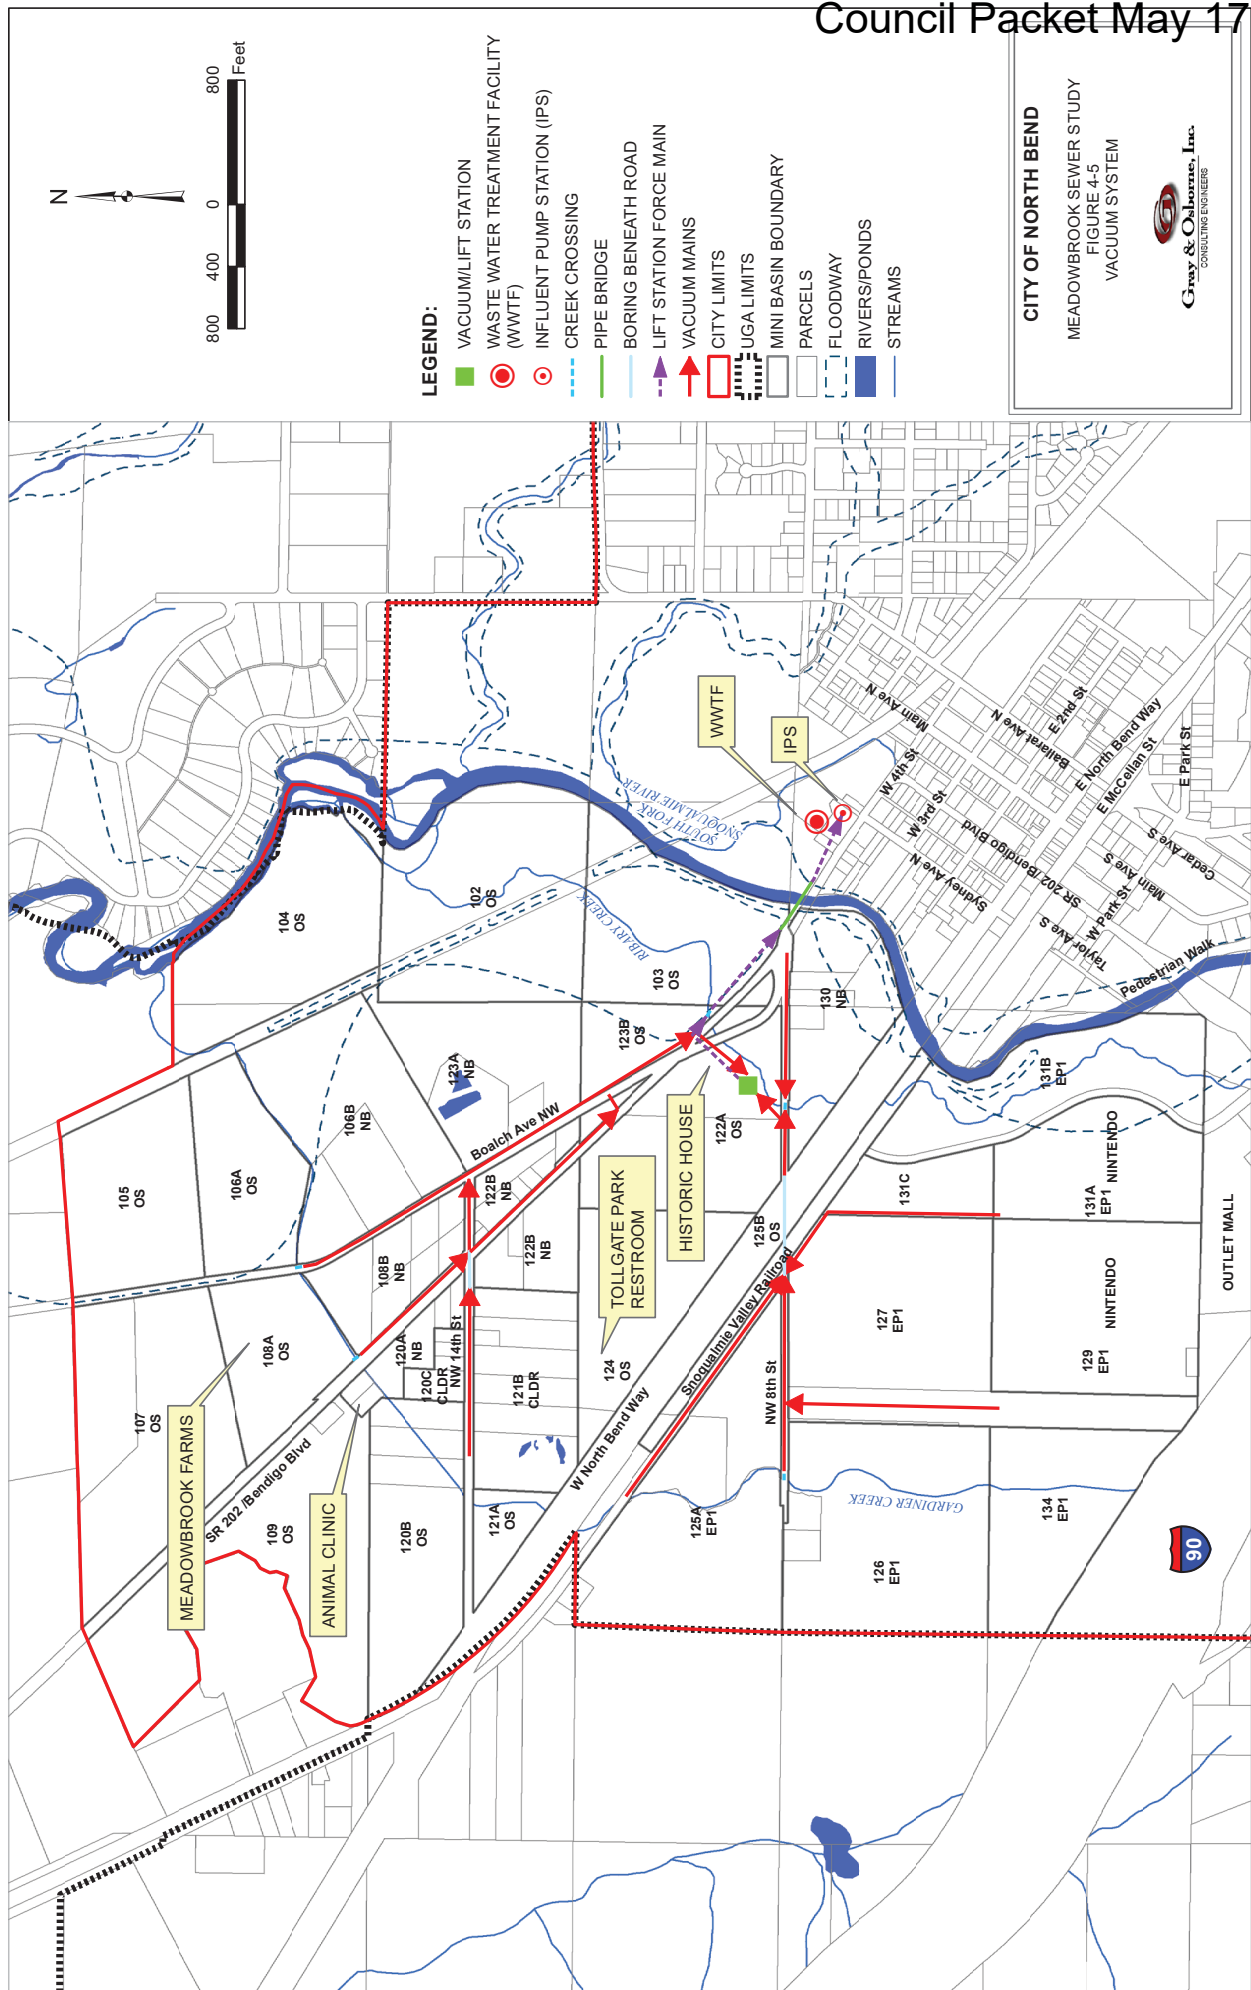 Council Packet May 17
N
800
400
0
800
Feet
LEGEND:
VACUUM/LIFT STATION
WASTE WATER TREATMENT FACILITY
(WWTF)
INFLUENT PUMP STATION (IPS)
CREEK CROSSING
PIPE BRIDGE
BORING BENEATH ROAD
LIFT STATION FORCE MAIN
VACUUM MAINS
CITY LIMITS
UGA LIMITS
MINI BASIN BOUNDARY
PARCELS
FLOODWAY
RIVERS/PONDS
STREAMS
CITY OF NORTH BEND
MEADOWBROOK SEWER STUDY
FIGURE 4-5
VACUUM SYSTEM
Gray & Osborne, Inc.
CONSULTING ENGINEERS
MEADOWBROOK FARMS
ANIMAL CLINIC
TOLLGATE PARK
RESTROOM
HISTORIC HOUSE
WWTF
IPS
105
OS
106A
OS
106B
NB
107
OS
108A
OS
108B
NB
109
OS
104
OS
102
OS
103
OS
123A
NB
123B
OS
120A
NB
120C
CLDR
120B
OS
121A
OS
121B
CLDR
122B
NB
122B
NB
122A
OS
124
OS
125B
OS
125A
EP1
126
EP1
127
EP1
129
EP1
130
NB
131A
EP1
131B
EP1
131C
134
EP1
NINTENDO
NINTENDO
OUTLET MALL
SR 202 /Bendigo Blvd
Boalch Ave NW
NW 14th St
W North Bend Way
Snoqualmie Valley Railroad
NW 8th St
SOUTH FORK
SNOQUALMIE RIVER
RIBARY CREEK
GARDINER CREEK
Main Ave N
W 4th St
W 3rd St
Sydney Ave N
SR 202 /Bendigo Blvd
Ballarat Ave N
E 2nd St
E North Bend Way
E McCellan St
E Park St
Cedar Ave S
Main Ave S
W Park St
Taylor Ave S
Pedestrian Walk
90